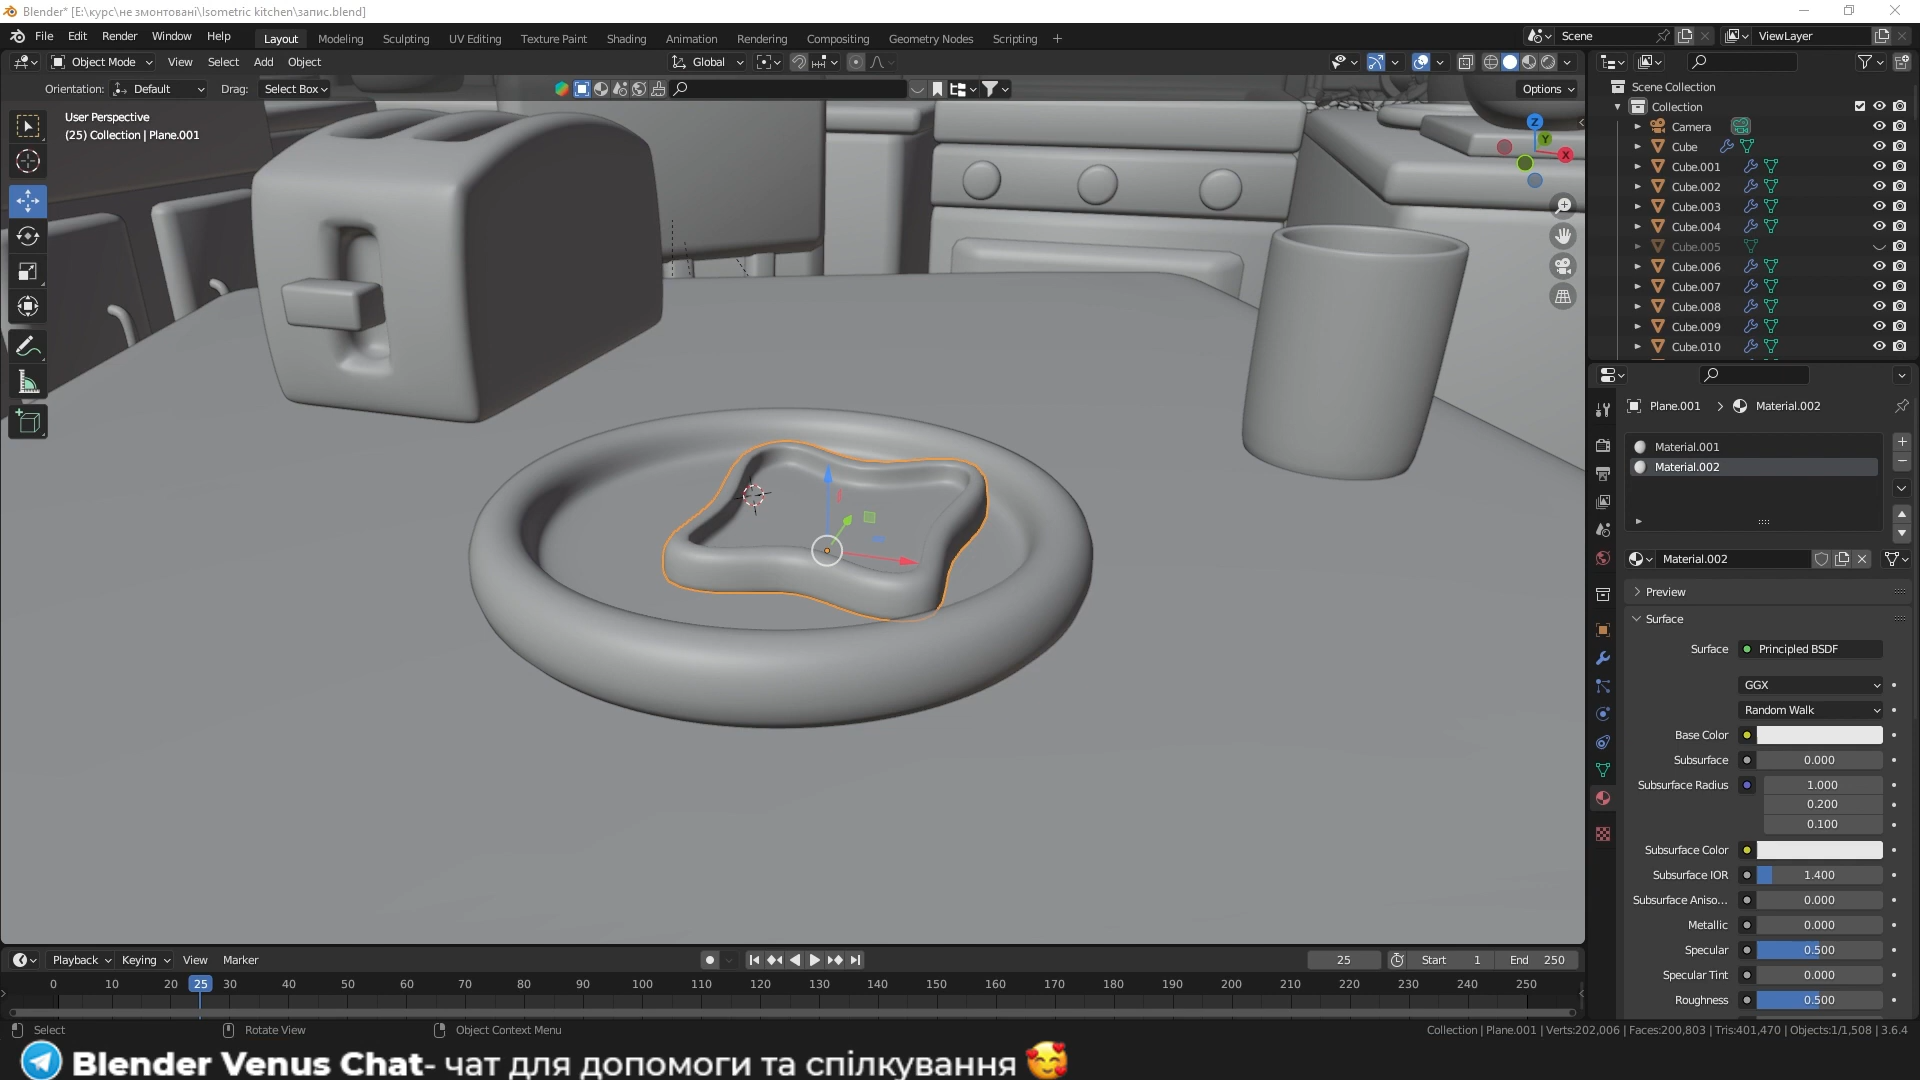 Blender* [E:\курс\не змонтовані\Isometric kitchen\запис.blend]
File Edit Render Window Help Layout Modeling Sculpting UV Editing Texture Paint Shading Animation Rendering Compositing Geometry Nodes Scripting + Scene ViewLayer
Object Mode View Select Add Object Global
Orientation: Default Drag: Select Box Options
User Perspective
(25) Collection | Plane.001
Z
Y
X
Scene Collection
Collection
Camera
Cube
Cube.001
Cube.002
Cube.003
Cube.004
Cube.005
Cube.006
Cube.007
Cube.008
Cube.009
Cube.010
Plane.001 > Material.002
Material.001
Material.002
Material.002
Preview
Surface
Surface Principled BSDF
GGX
Random Walk
Base Color
Subsurface 0.000
Subsurface Radius 1.000
0.200
0.100
Subsurface Color
Subsurface IOR 1.400
Subsurface Aniso... 0.000
Metallic 0.000
Specular 0.500
Specular Tint 0.000
Roughness 0.500
Playback Keying View Marker 25 Start 1 End 250
0 10 20 25 30 40 50 60 70 80 90 100 110 120 130 140 150 160 170 180 190 200 210 220 230 240 250
Select Rotate View Object Context Menu Collection | Plane.001 | Verts:202,006 | Faces:200,803 | Tris:401,470 | Objects:1/1,508 | 3.6.4
Blender Venus Chat- чат для допомоги та спілкування 🥰